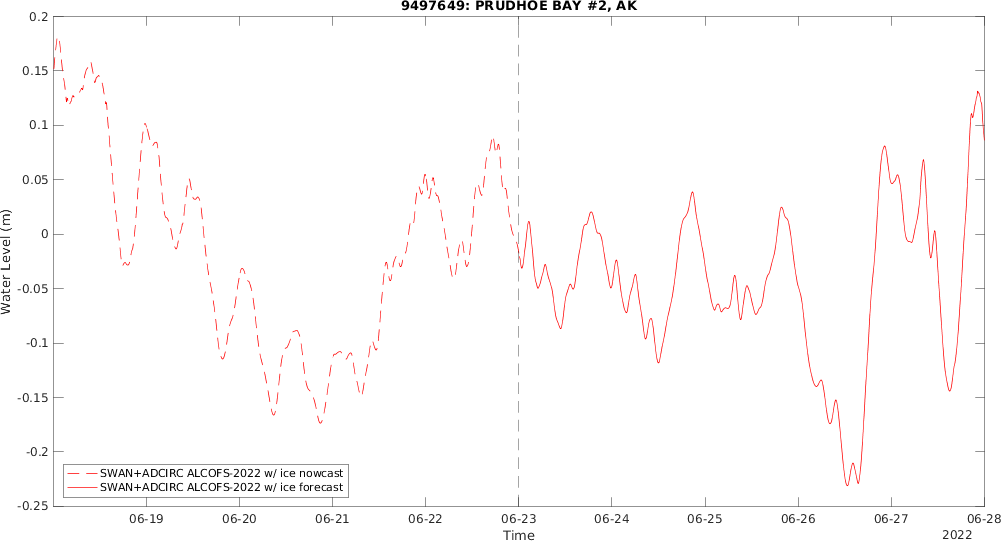 9497649: PRUDHOE BAY #2, AK
0.2
0.15
0.1
0.05
0
-0.05
-0.1
-0.15
-0.2
-0.25
Water Level (m)
SWAN+ADCIRC ALCOFS-2022 w/ ice nowcast
SWAN+ADCIRC ALCOFS-2022 w/ ice forecast
06-19 06-20 06-21 06-22 06-23 06-24 06-25 06-26 06-27 06-28
Time
2022